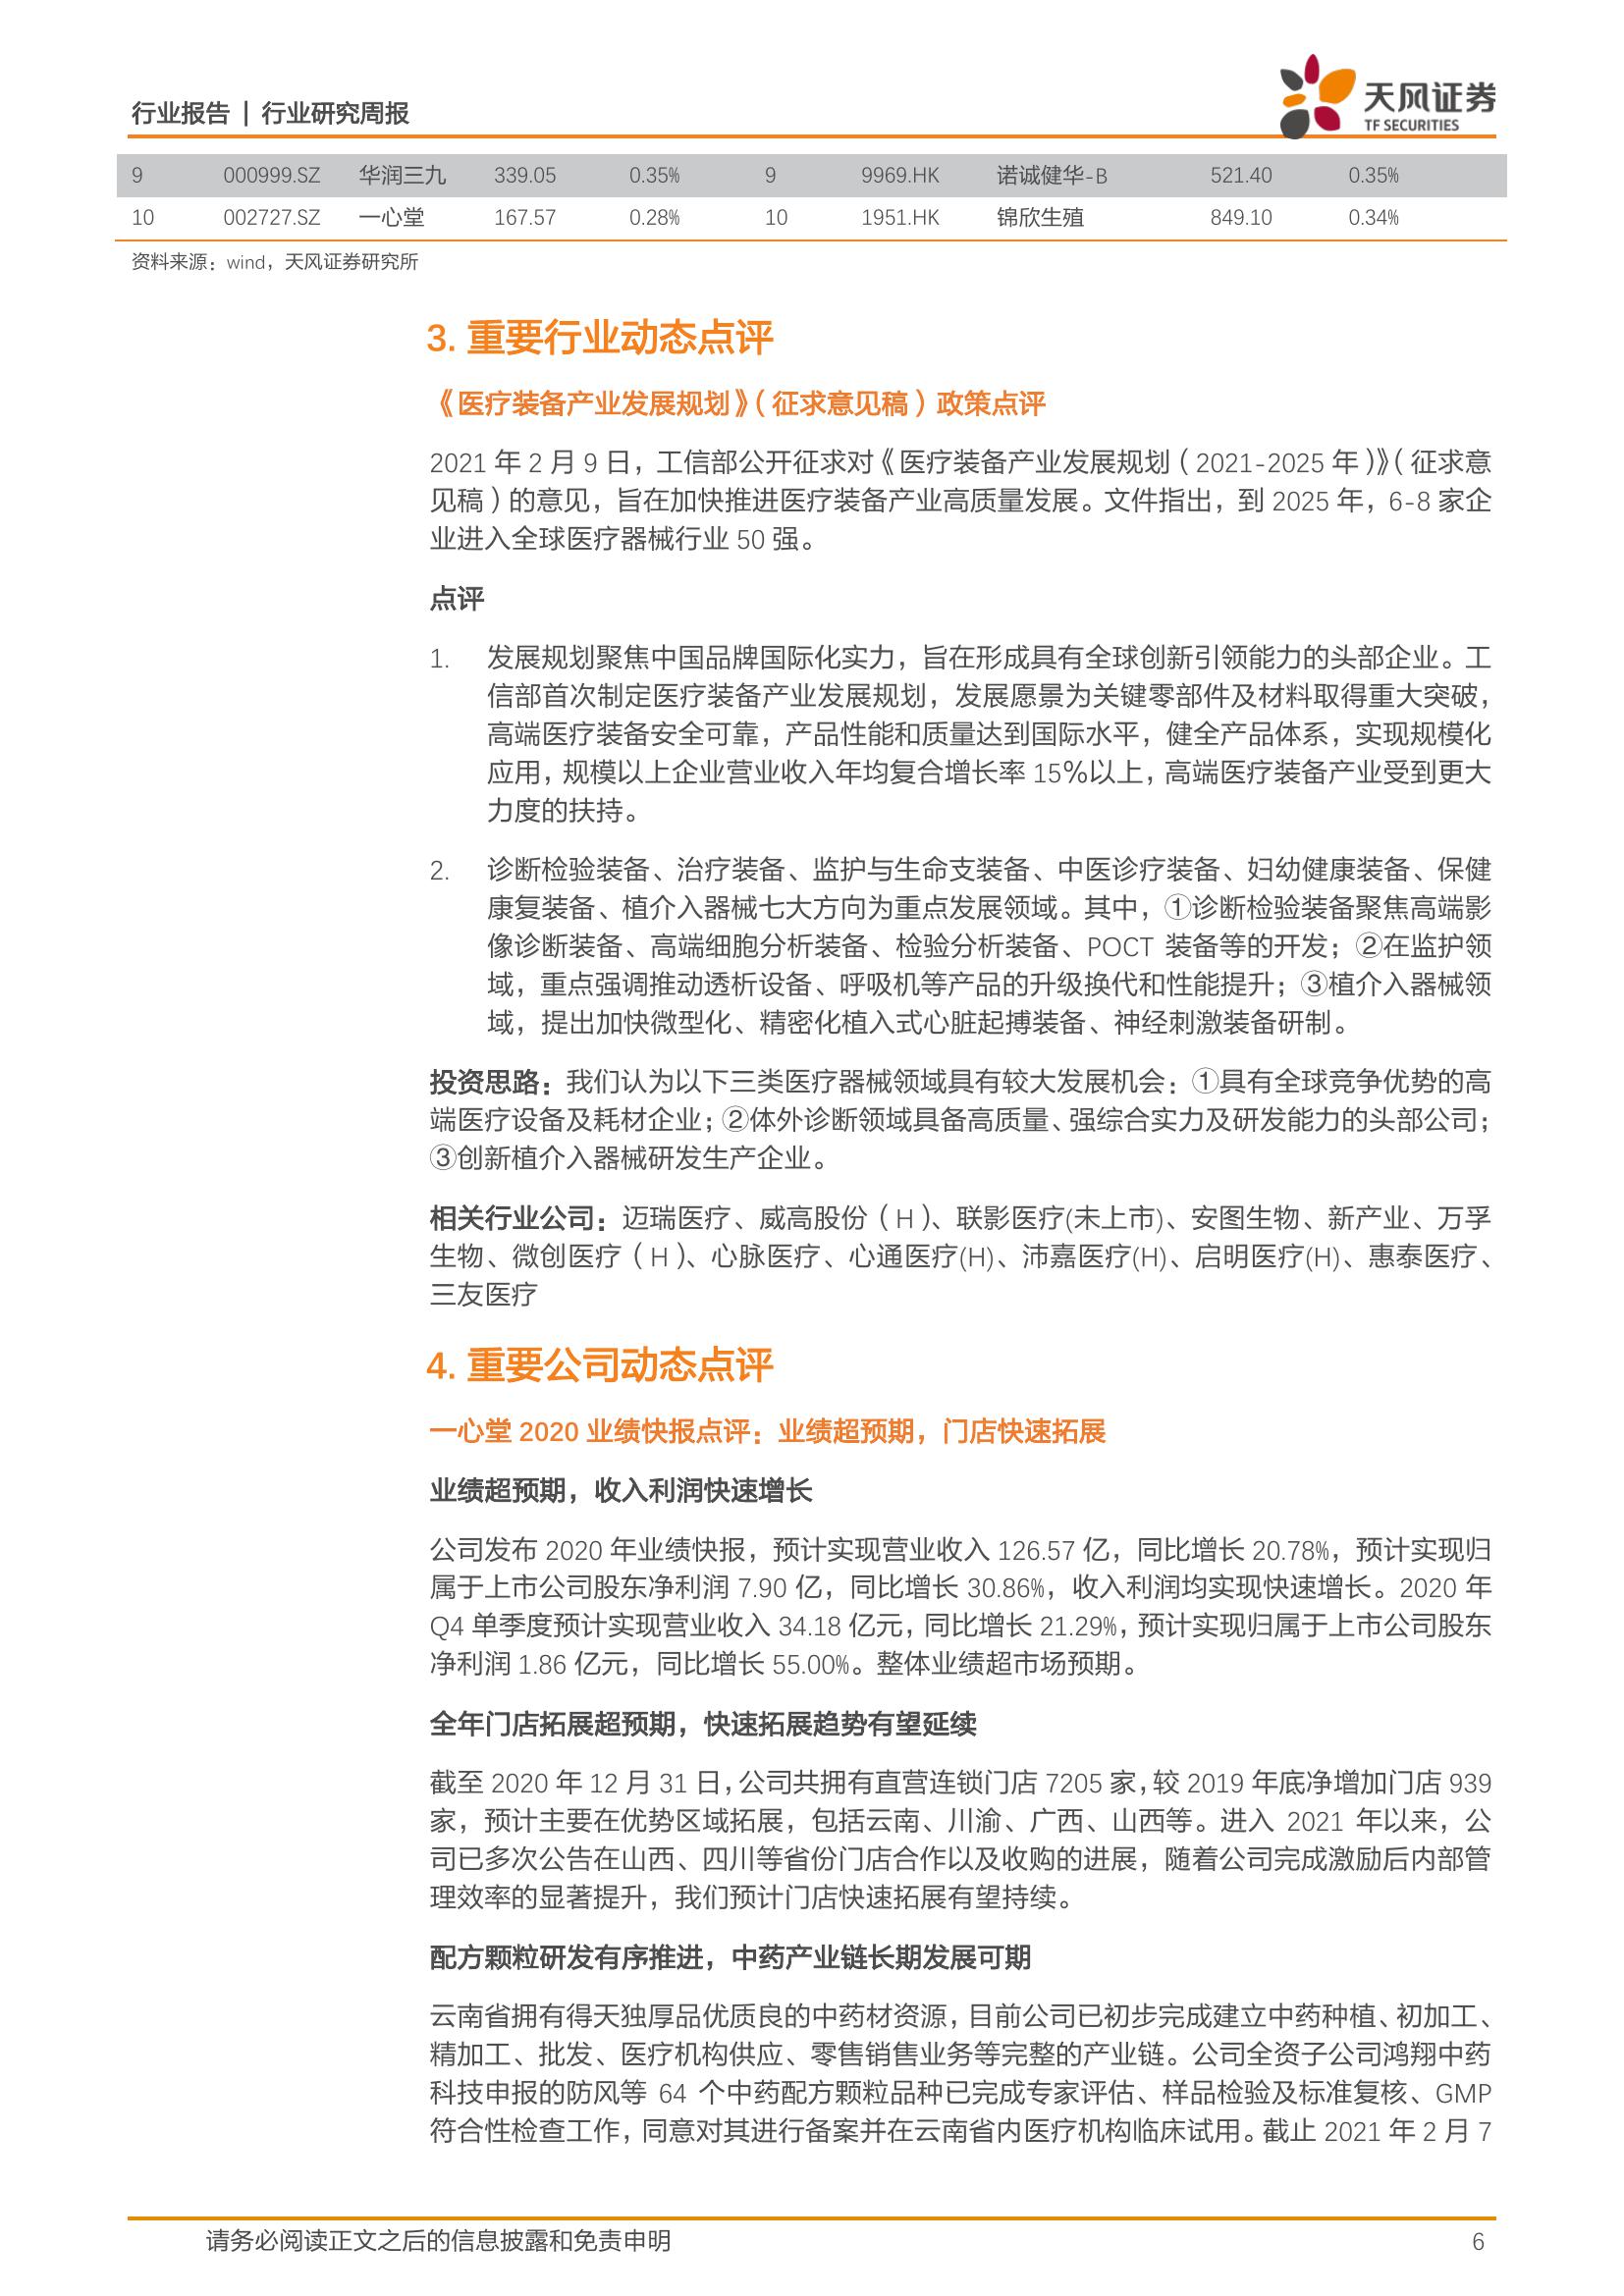 行业报告 | 行业研究周报
天风证券
TF SECURITIES
9 000999.SZ 华润三九 339.05 0.35% 9 9969.HK 诺诚健华-B 521.40 0.35%
10 002727.SZ 一心堂 167.57 0.28% 10 1951.HK 锦欣生殖 849.10 0.34%
资料来源：wind，天风证券研究所
3. 重要行业动态点评
《医疗装备产业发展规划》（征求意见稿）政策点评
2021 年 2 月 9 日，工信部公开征求对《医疗装备产业发展规划（2021-2025 年）》（征求意
见稿）的意见，旨在加快推进医疗装备产业高质量发展。文件指出，到 2025 年，6-8 家企
业进入全球医疗器械行业 50 强。
点评
1. 发展规划聚焦中国品牌国际化实力，旨在形成具有全球创新引领能力的头部企业。工
信部首次制定医疗装备产业发展规划，发展愿景为关键零部件及材料取得重大突破，
高端医疗装备安全可靠，产品性能和质量达到国际水平，健全产品体系，实现规模化
应用，规模以上企业营业收入年均复合增长率 15%以上，高端医疗装备产业受到更大
力度的扶持。
2. 诊断检验装备、治疗装备、监护与生命支装备、中医诊疗装备、妇幼健康装备、保健
康复装备、植介入器械七大方向为重点发展领域。其中，①诊断检验装备聚焦高端影
像诊断装备、高端细胞分析装备、检验分析装备、POCT 装备等的开发；②在监护领
域，重点强调推动透析设备、呼吸机等产品的升级换代和性能提升；③植介入器械领
域，提出加快微型化、精密化植入式心脏起搏装备、神经刺激装备研制。
投资思路：我们认为以下三类医疗器械领域具有较大发展机会：①具有全球竞争优势的高
端医疗设备及耗材企业；②体外诊断领域具备高质量、强综合实力及研发能力的头部公司；
③创新植介入器械研发生产企业。
相关行业公司：迈瑞医疗、威高股份（H）、联影医疗(未上市)、安图生物、新产业、万孚
生物、微创医疗（H）、心脉医疗、心通医疗(H)、沛嘉医疗(H)、启明医疗(H)、惠泰医疗、
三友医疗
4. 重要公司动态点评
一心堂 2020 业绩快报点评：业绩超预期，门店快速拓展
业绩超预期，收入利润快速增长
公司发布 2020 年业绩快报，预计实现营业收入 126.57 亿，同比增长 20.78%，预计实现归
属于上市公司股东净利润 7.90 亿，同比增长 30.86%，收入利润均实现快速增长。2020 年
Q4 单季度预计实现营业收入 34.18 亿元，同比增长 21.29%，预计实现归属于上市公司股东
净利润 1.86 亿元，同比增长 55.00%。整体业绩超市场预期。
全年门店拓展超预期，快速拓展趋势有望延续
截至 2020 年 12 月 31 日，公司共拥有直营连锁门店 7205 家，较 2019 年底净增加门店 939
家，预计主要在优势区域拓展，包括云南、川渝、广西、山西等。进入 2021 年以来，公
司已多次公告在山西、四川等省份门店合作以及收购的进展，随着公司完成激励后内部管
理效率的显著提升，我们预计门店快速拓展有望持续。
配方颗粒研发有序推进，中药产业链长期发展可期
云南省拥有得天独厚品优质良的中药材资源，目前公司已初步完成建立中药种植、初加工、
精加工、批发、医疗机构供应、零售销售业务等完整的产业链。公司全资子公司鸿翔中药
科技申报的防风等 64 个中药配方颗粒品种已完成专家评估、样品检验及标准复核、GMP
符合性检查工作，同意对其进行备案并在云南省内医疗机构临床试用。截止 2021 年 2 月 7
请务必阅读正文之后的信息披露和免责申明 6